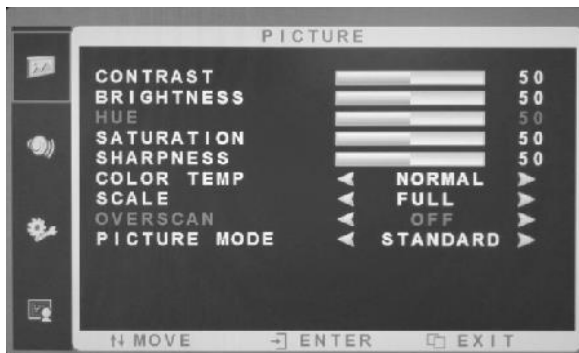 PICTURE
CONTRAST 50
BRIGHTNESS 50
HUE 50
SATURATION 50
SHARPNESS 50
COLOR TEMP NORMAL
SCALE FULL
OVERSCAN OFF
PICTURE MODE STANDARD
MOVE ENTER EXIT